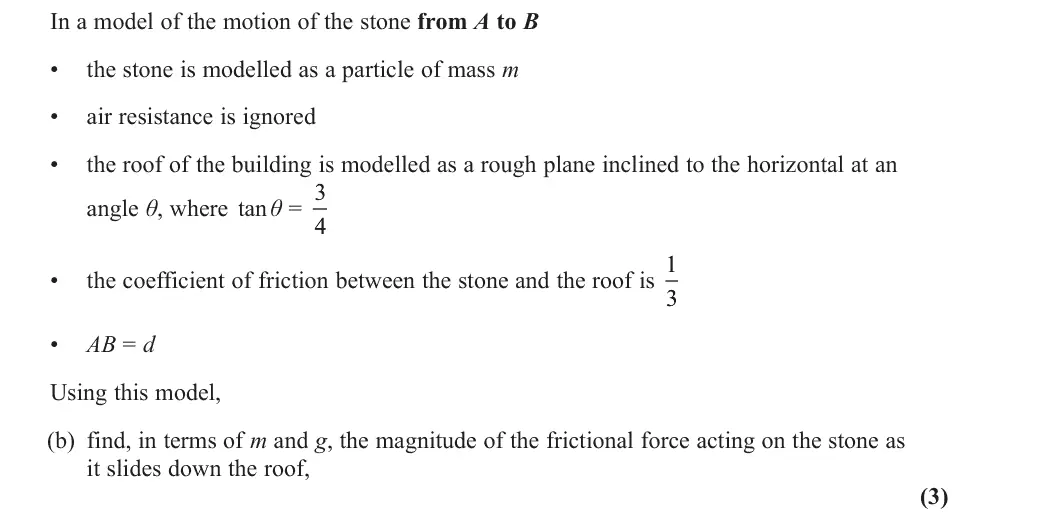 In a model of the motion of the stone from A to B
• the stone is modelled as a particle of mass m
• air resistance is ignored
• the roof of the building is modelled as a rough plane inclined to the horizontal at an
angle θ, where tan θ = 3/4
• the coefficient of friction between the stone and the roof is 1/3
• AB = d
Using this model,
(b) find, in terms of m and g, the magnitude of the frictional force acting on the stone as
it slides down the roof,
(3)